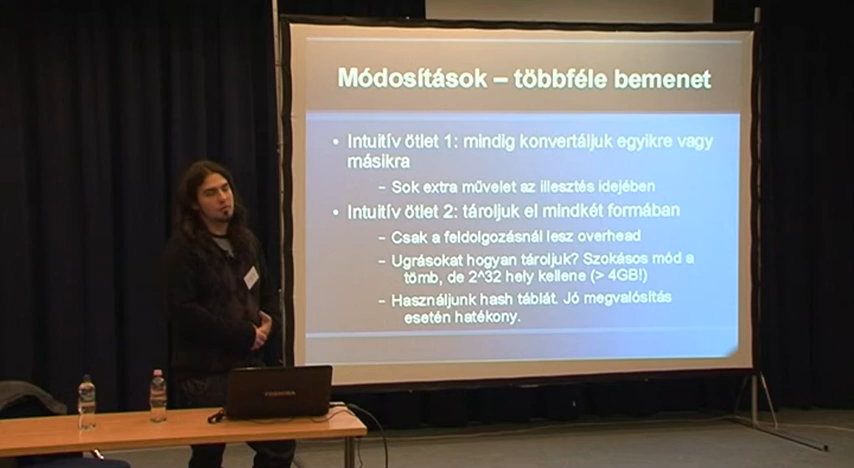 Módosítások – többféle bemenet
• Intuitív ötlet 1: mindig konvertáljuk egyikre vagy
másikra
– Sok extra művelet az illesztés idejében
• Intuitív ötlet 2: tároljuk el mindkét formában
– Csak a feldolgozásnál lesz overhead
– Ugrásokat hogyan tároljuk? Szokásos mód a
tömb, de 2^32 hely kellene (> 4GB!)
– Használjunk hash táblát. Jó megvalósítás
esetén hatékony.
TOSHIBA